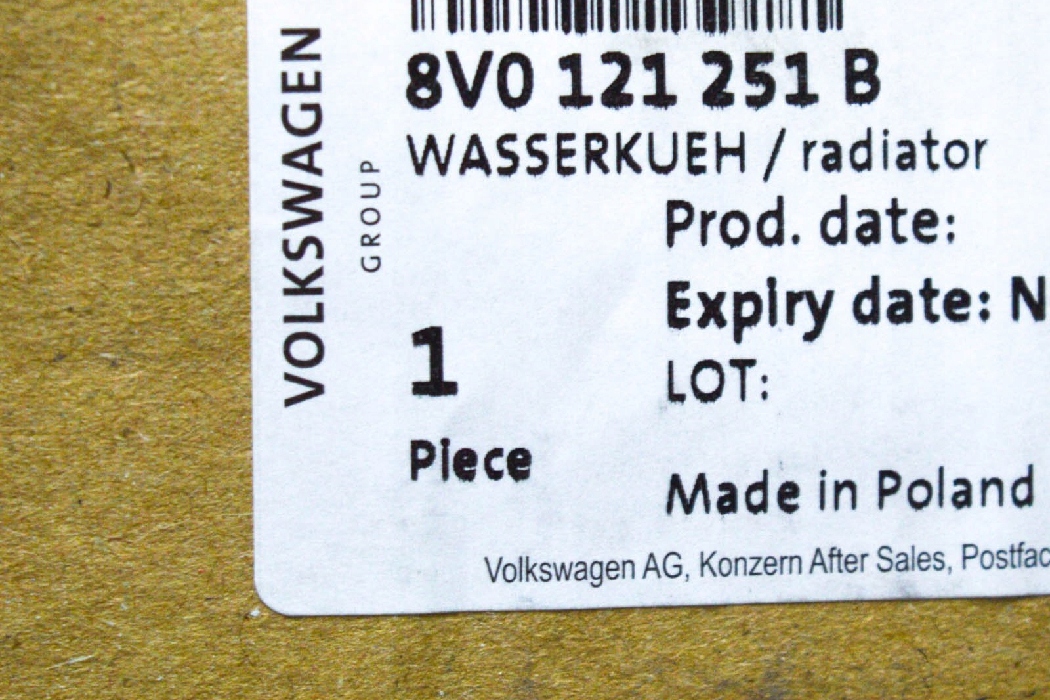 VOLKSWAGEN
GROUP
8V0 121 251 B
WASSERKUEH / radiator
Prod. date:
Expiry date: N
LOT:
1
Piece
Made in Poland
Volkswagen AG, Konzern After Sales, Postfac